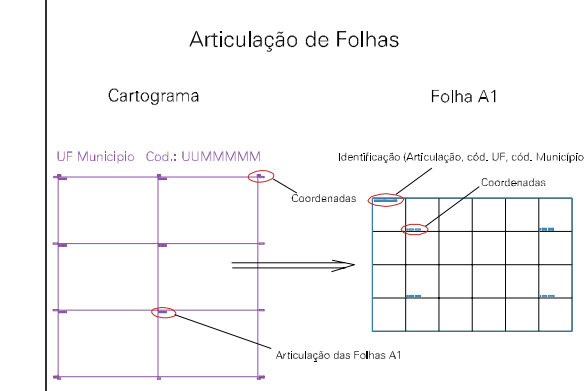 Articulação de Folhas
Cartograma
Folha A1
UF Municipio Cod.: UUMMMMM
Identificação (Articulação, cód. UF, cód. Município
Coordenadas
Coordenadas
Articulação das Folhas A1